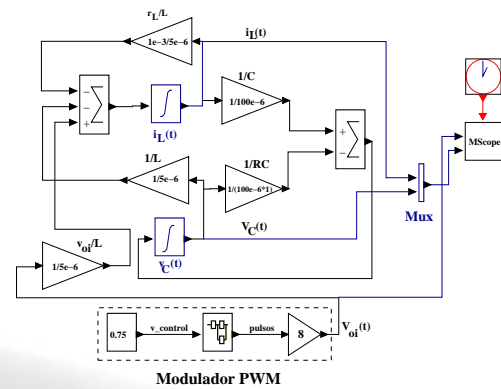 r_L/L
1e-3/5e-6
i_L(t)
1/C
1/100e-6
i_L(t)
MScope
1/L
1/5e-6
1/RC
1/(100e-6*1)
Mux
V_C(t)
v_C(t)
v_oi/L
1/5e-6
0.75
v_control
pulsos
8
V_oi(t)
Modulador PWM